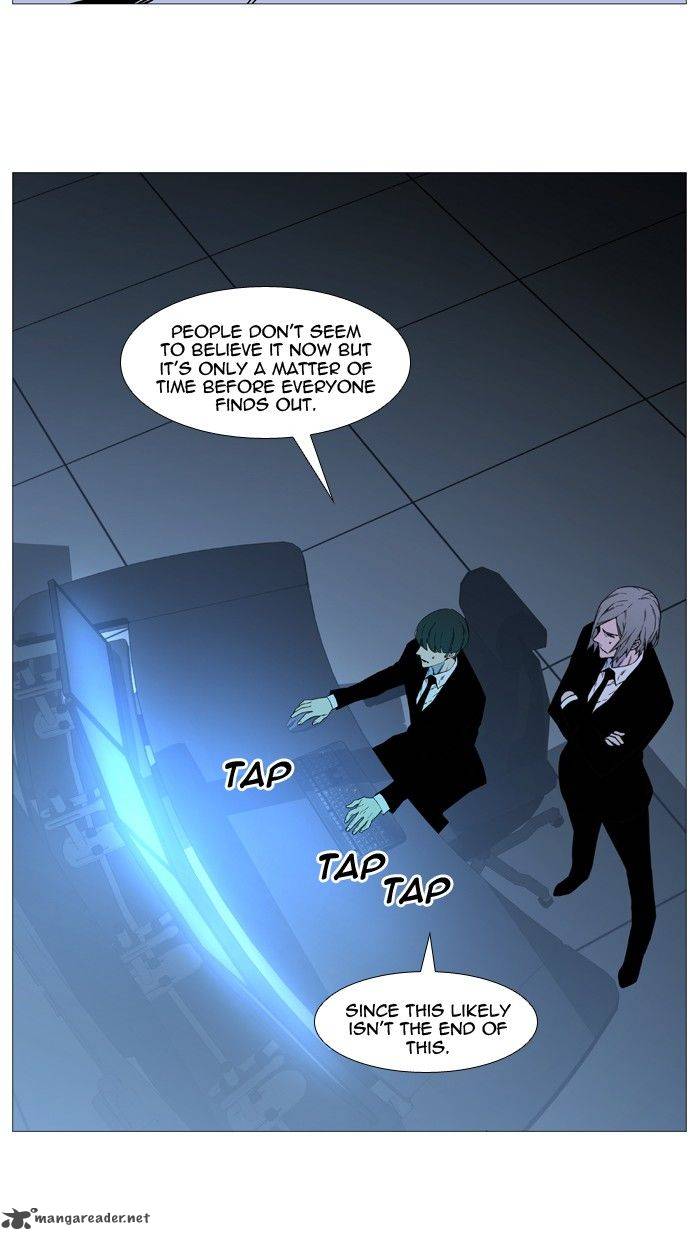 PEOPLE DON'T SEEM
TO BELIEVE IT NOW BUT
IT'S ONLY A MATTER OF
TIME BEFORE EVERYONE
FINDS OUT.
TAP
TAP
TAP
SINCE THIS LIKELY
ISN'T THE END OF
THIS.
mangareader.net